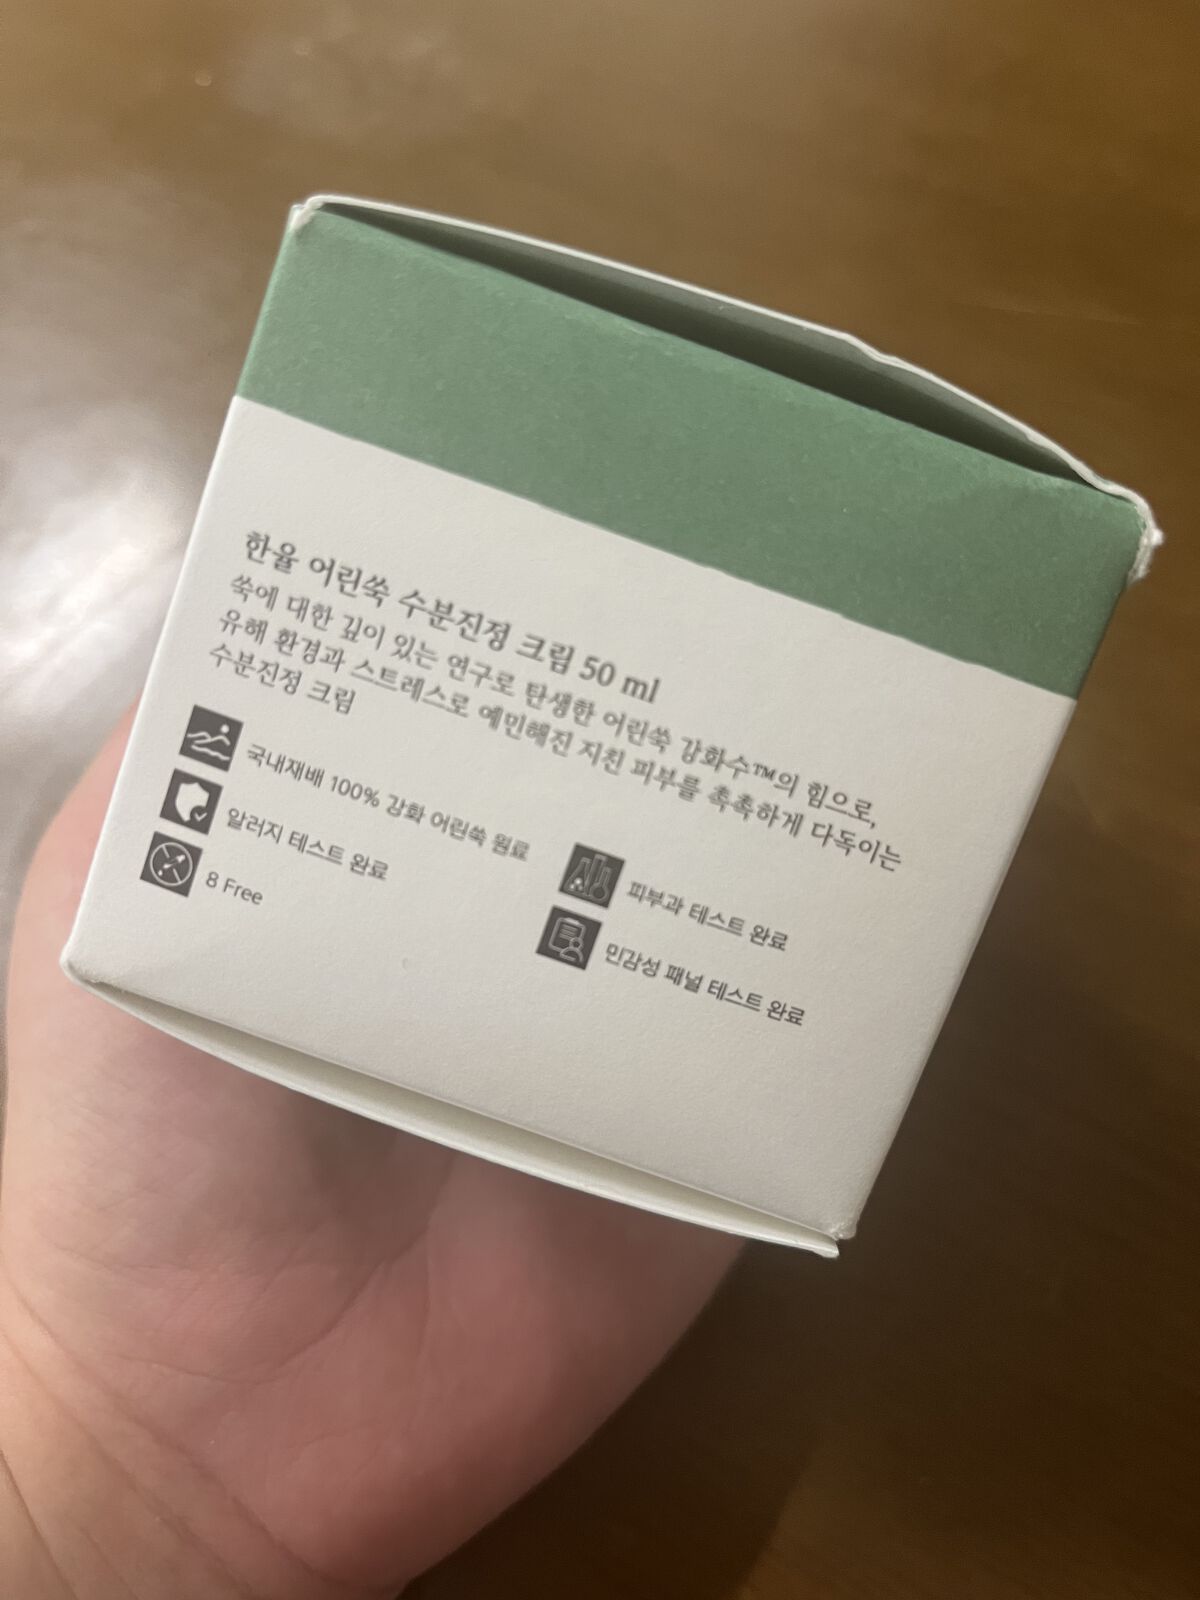 한율 어린쑥 수분진정 크림 50 ml
쑥에 대한 깊이 있는 연구로 탄생한 어린쑥 강화수™의 힘으로,
유해 환경과 스트레스로 예민해진 지친 피부를 촉촉하게 다독이는
수분진정 크림
국내재배 100% 강화 어린쑥 원료
알러지 테스트 완료
8 Free
피부과 테스트 완료
민감성 패널 테스트 완료